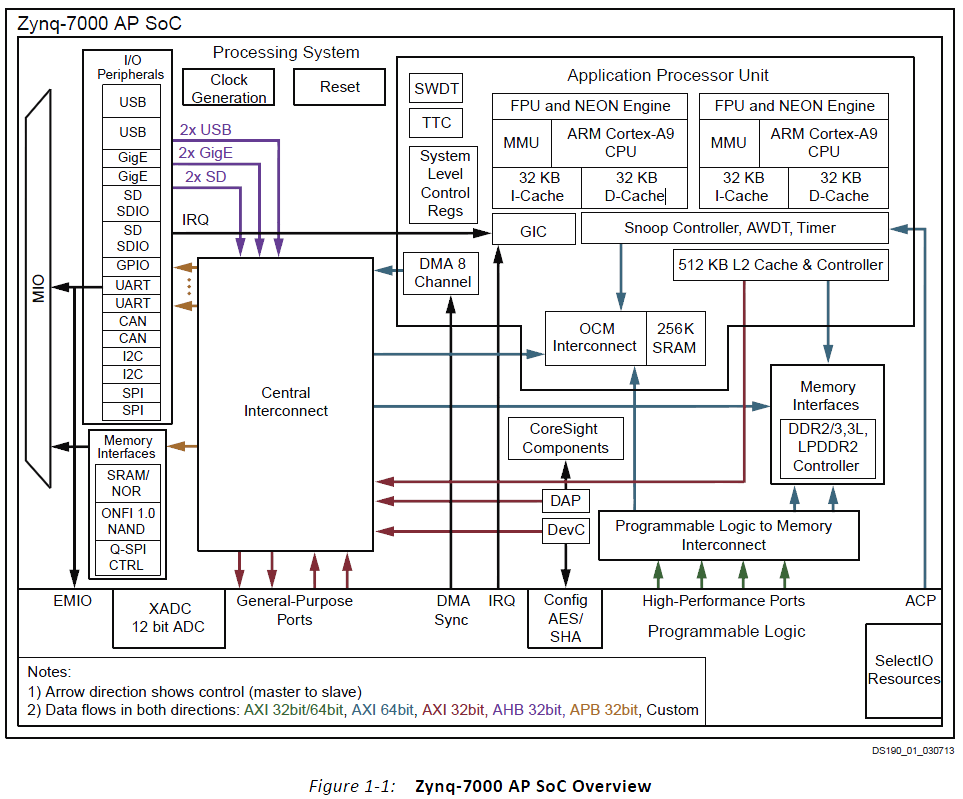 Zynq-7000 AP SoC
Processing System
I/O
Peripherals
USB
USB
GigE
GigE
SD
SDIO
SD
SDIO
GPIO
UART
UART
CAN
CAN
I2C
I2C
SPI
SPI
MIO
Memory
Interfaces
SRAM/
NOR
ONFI 1.0
NAND
Q-SPI
CTRL
Clock
Generation
Reset
2x USB
2x GigE
2x SD
IRQ
Central
Interconnect
Application Processor Unit
SWDT
TTC
System
Level
Control
Regs
FPU and NEON Engine
MMU
ARM Cortex-A9
CPU
32 KB
I-Cache
32 KB
D-Cache
FPU and NEON Engine
MMU
ARM Cortex-A9
CPU
32 KB
I-Cache
32 KB
D-Cache
GIC
Snoop Controller, AWDT, Timer
DMA 8
Channel
512 KB L2 Cache & Controller
OCM
Interconnect
256K
SRAM
Memory
Interfaces
DDR2/3,3L,
LPDDR2
Controller
CoreSight
Components
DAP
DevC
Programmable Logic to Memory
Interconnect
EMIO
XADC
12 bit ADC
General-Purpose
Ports
DMA
Sync
IRQ
Config
AES/
SHA
High-Performance Ports
ACP
Programmable Logic
SelectIO
Resources
Notes:
1) Arrow direction shows control (master to slave)
2) Data flows in both directions: AXI 32bit/64bit, AXI 64bit, AXI 32bit, AHB 32bit, APB 32bit, Custom
DS190_01_030713
Figure 1-1: Zynq-7000 AP SoC Overview